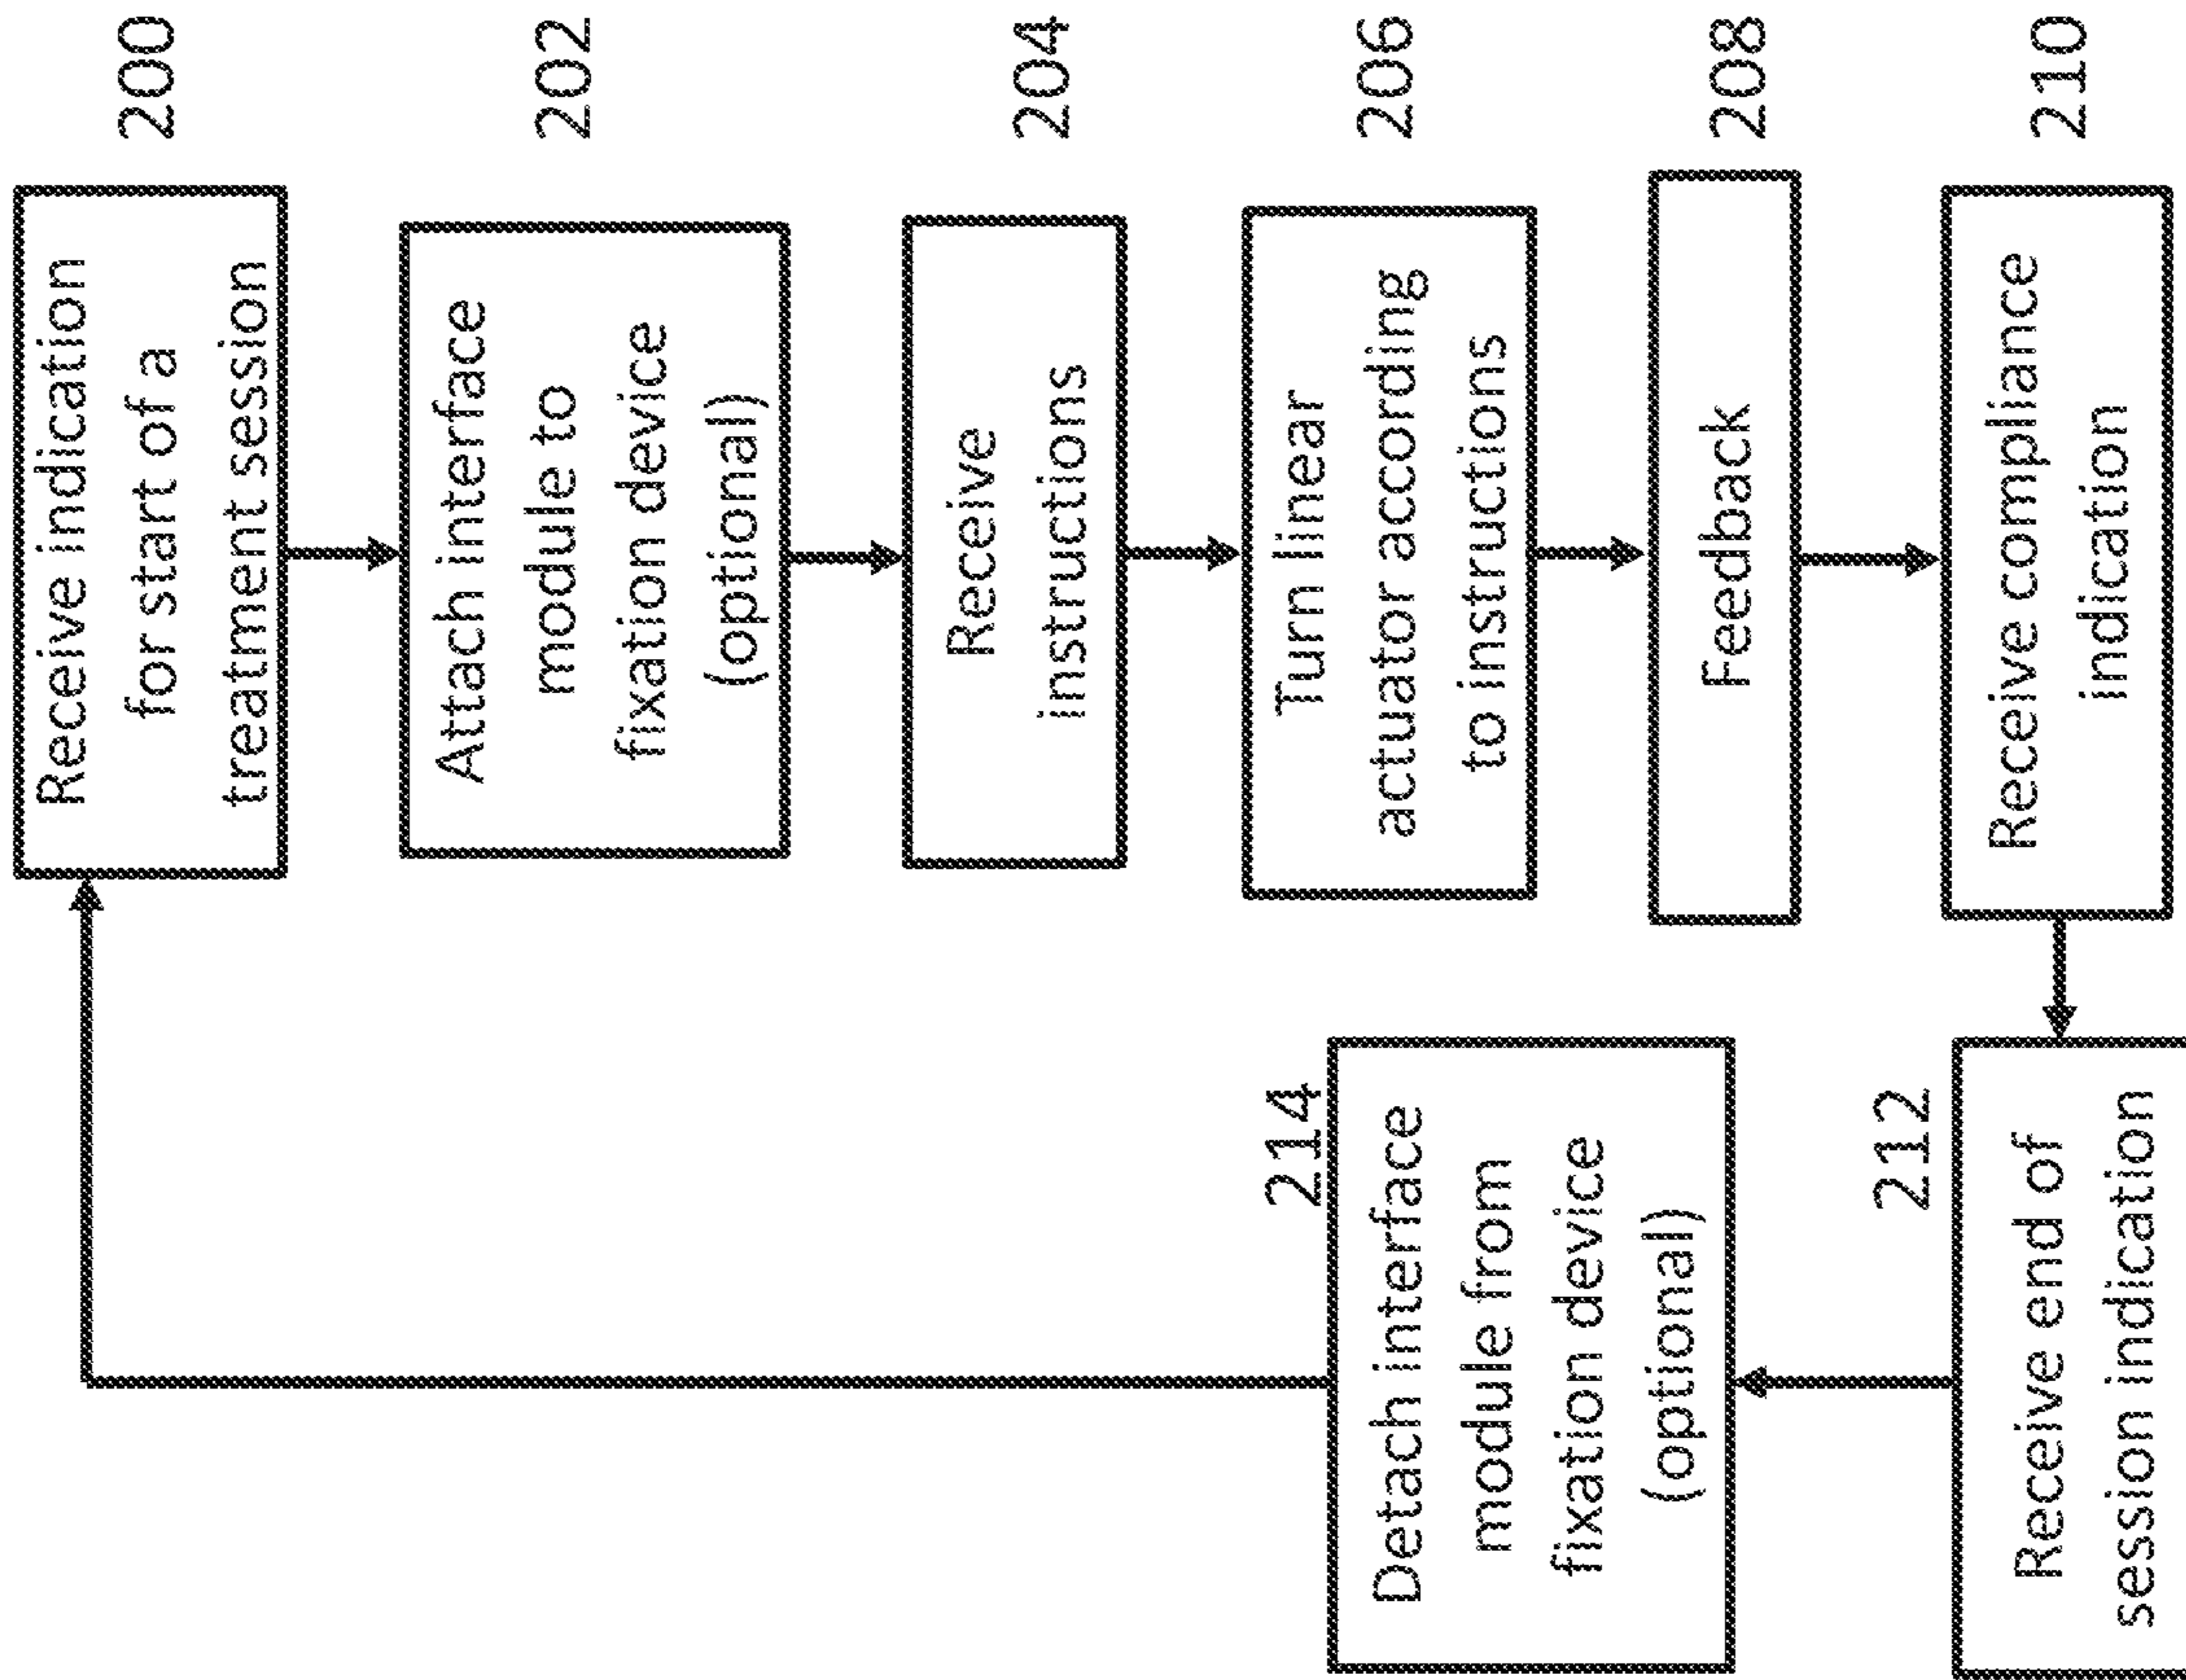 Receive indication
for start of a
treatment session
200
Attach interface
module to
fixation device
(optional)
202
Receive
instructions
204
Turn linear
actuator according
to instructions
206
Feedback
208
Receive compliance
indication
210
212
Receive end of
session indication
214
Detach interface
module from
fixation device
(optional)